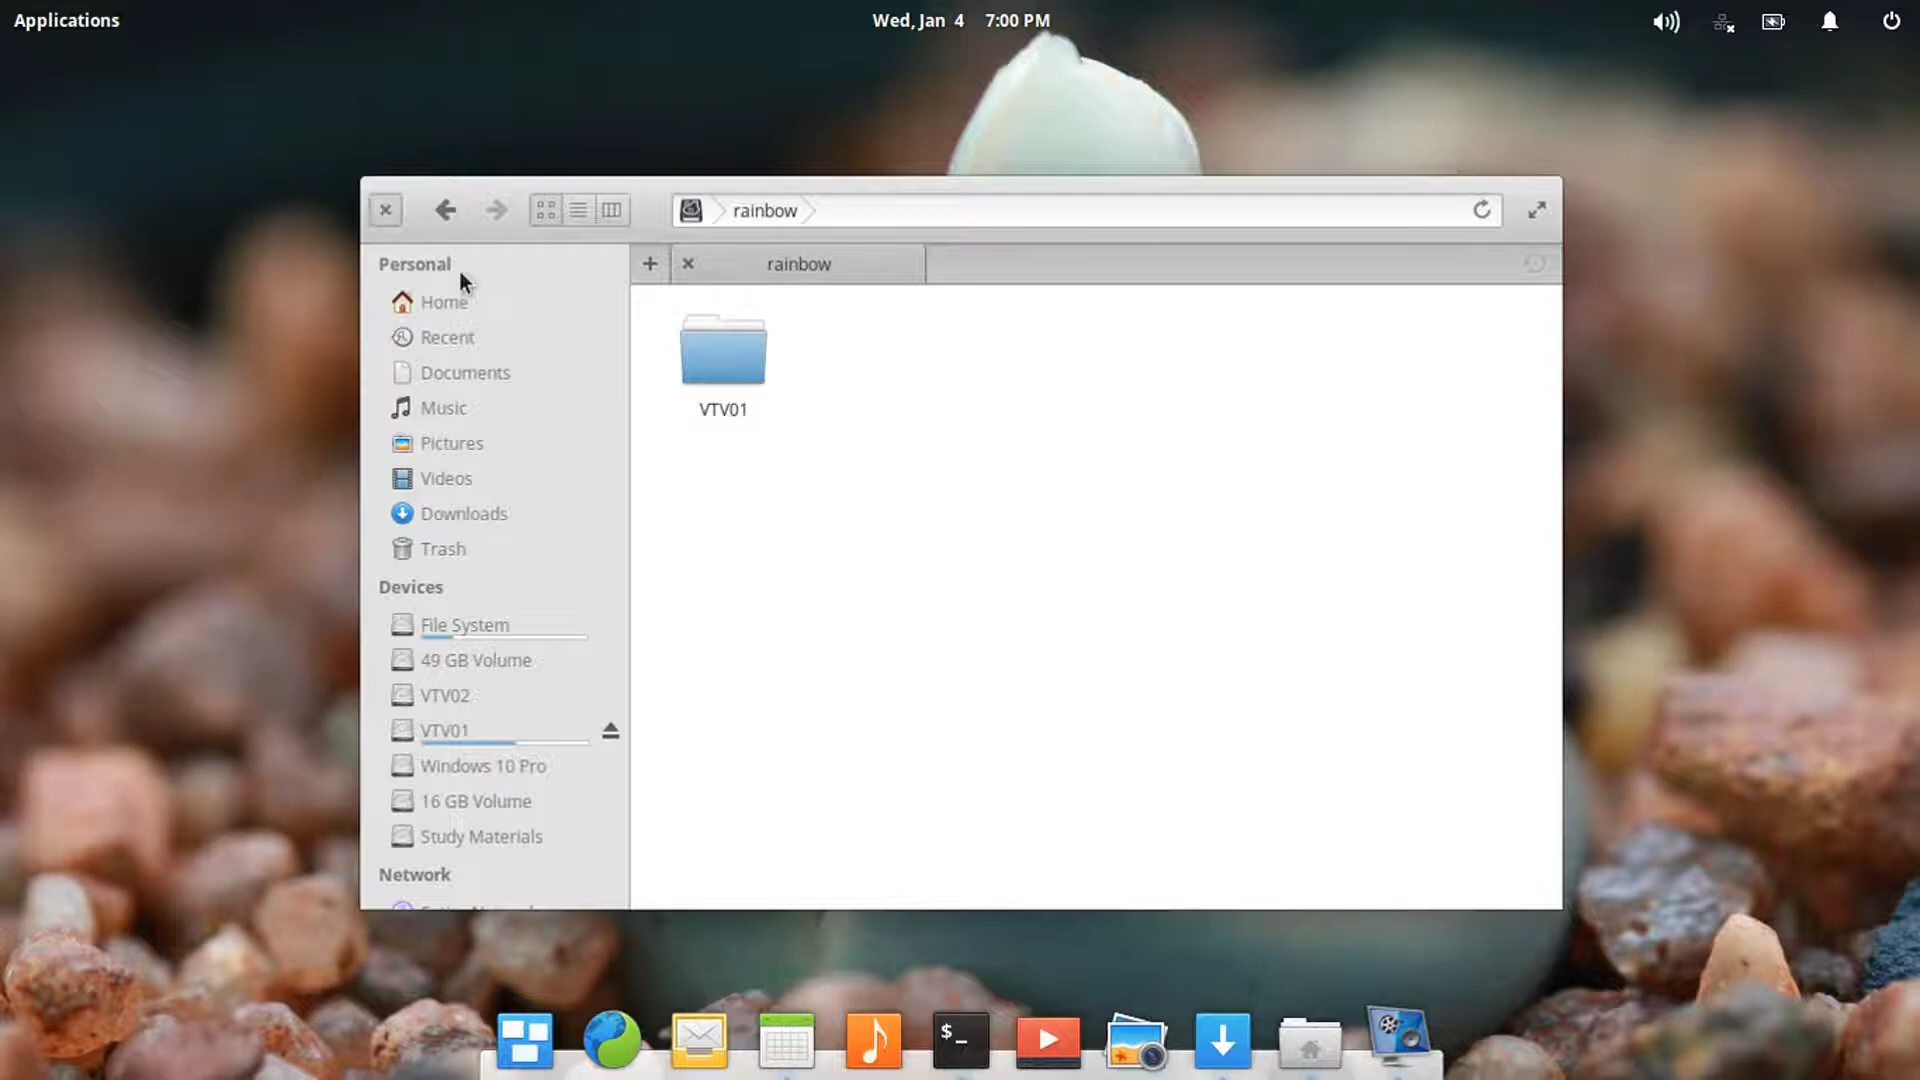 Applications
Wed, Jan 4 7:00 PM
rainbow
Personal
rainbow
Home
Recent
Documents
Music
Pictures
Videos
Downloads
Trash
VTV01
Devices
File System
49 GB Volume
VTV02
VTV01
Windows 10 Pro
16 GB Volume
Study Materials
Network
$ _